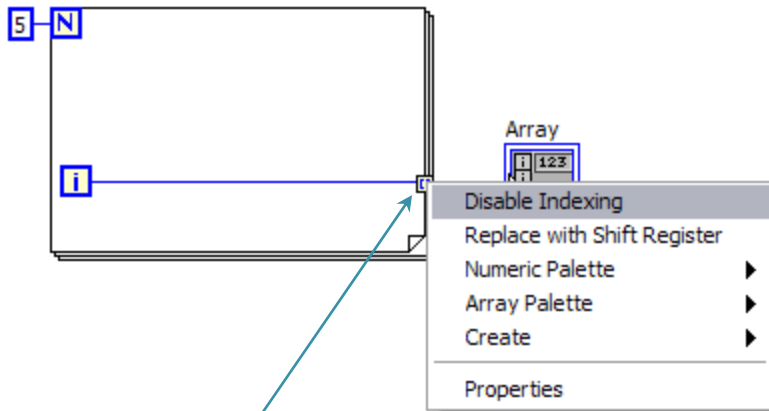 5
N
Array
i 123
i
i
Disable Indexing
Replace with Shift Register
Numeric Palette
Array Palette
Create
Properties